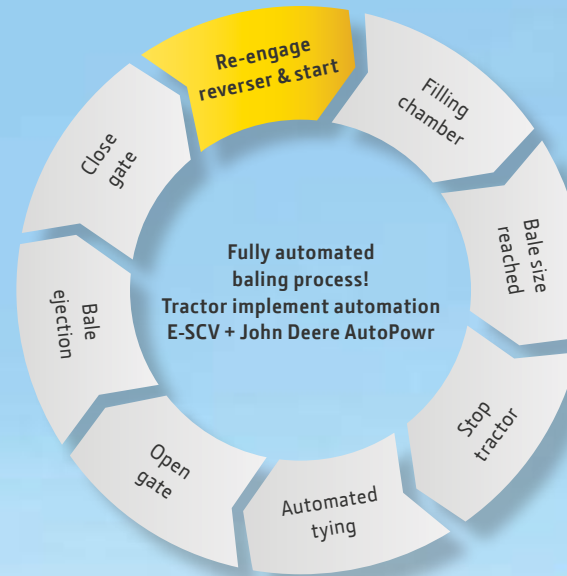 Re-engage
reverser & start
Filling
chamber
Bale size
reached
Stop
tractor
Automated
tying
Open
gate
Bale
ejection
Close
gate
Fully automated
baling process!
Tractor implement automation
E-SCV + John Deere AutoPowr